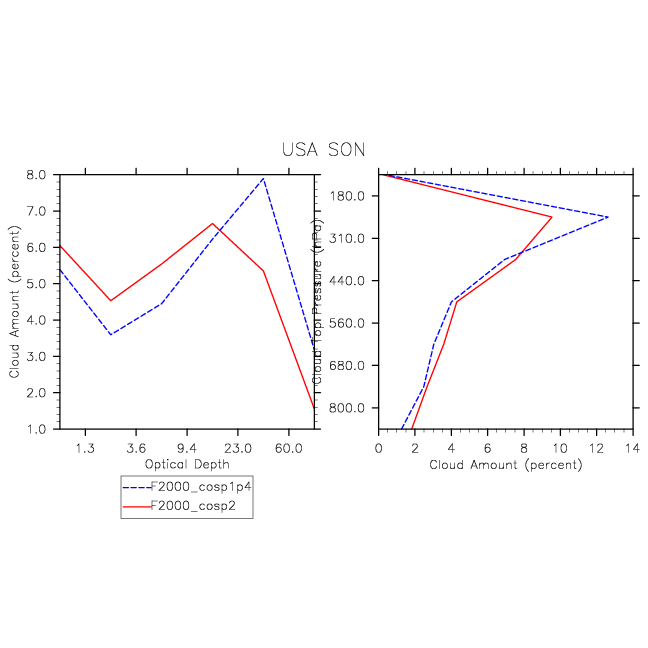 USA SON
Cloud Amount (percent)
8.0
7.0
6.0
5.0
4.0
3.0
2.0
1.0
1.3 3.6 9.4 23.0 60.0
Optical Depth
Cloud Top Pressure (hPa)
180.0
310.0
440.0
560.0
680.0
800.0
0 2 4 6 8 10 12 14
Cloud Amount (percent)
F2000_cosp1p4
F2000_cosp2